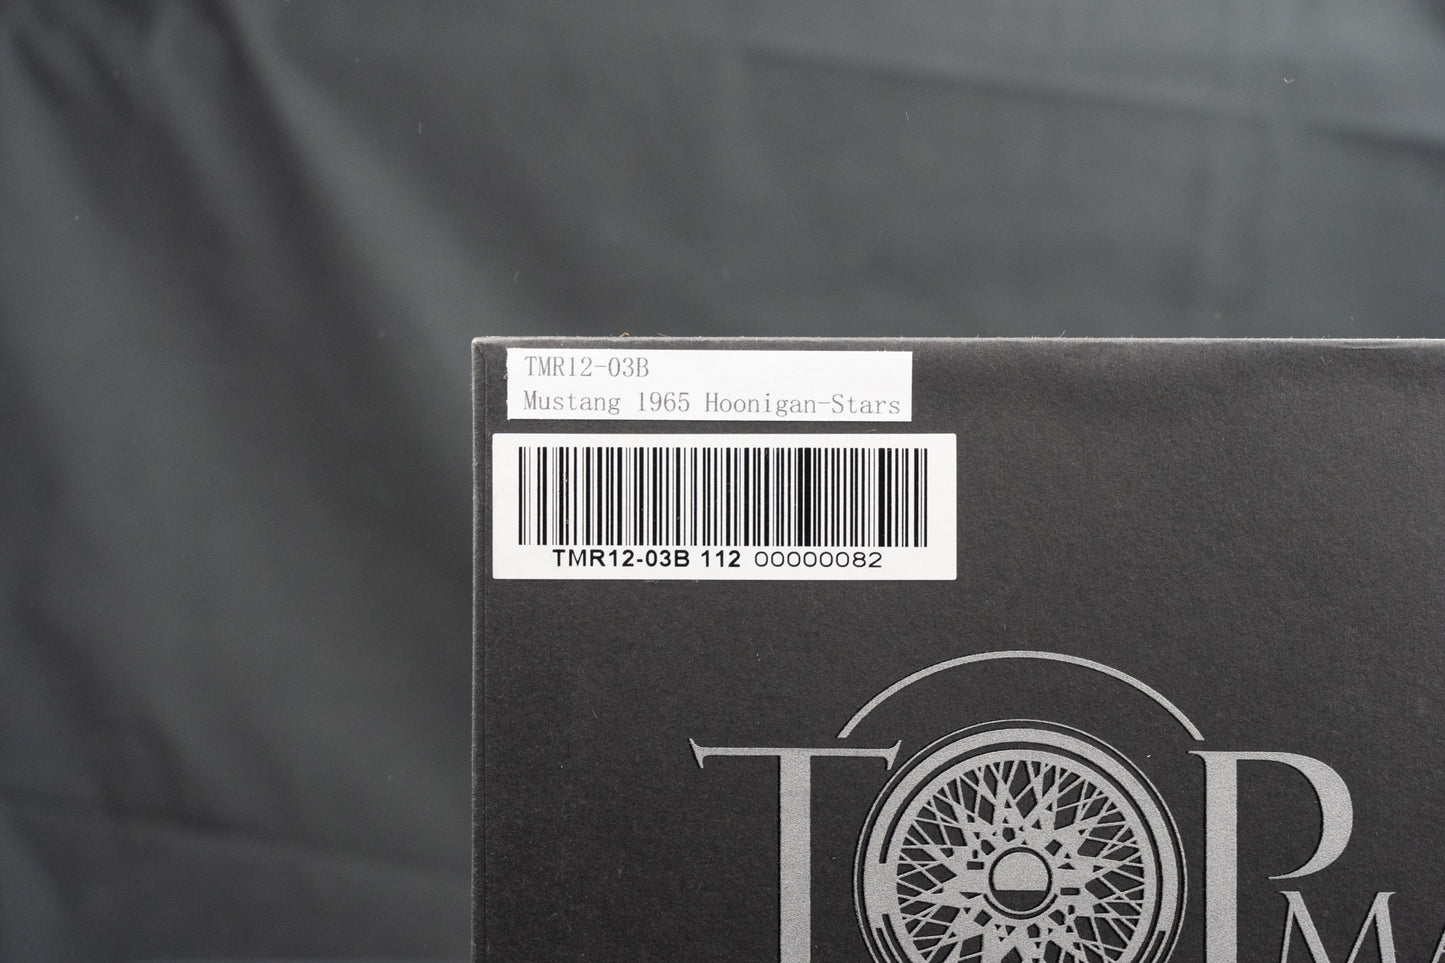 TMR12-03B
Mustang 1965 Hoonigan-Stars
TMR12-03B 112 00000082
TOP
MA